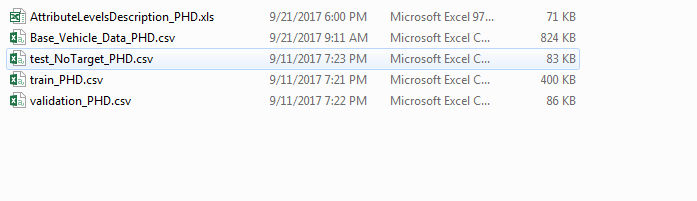 AttributeLevelsDescription_PHD.xls 9/21/2017 6:00 PM Microsoft Excel 97... 71 KB
Base_Vehicle_Data_PHD.csv 9/21/2017 9:11 AM Microsoft Excel C... 824 KB
test_NoTarget_PHD.csv 9/11/2017 7:23 PM Microsoft Excel C... 83 KB
train_PHD.csv 9/11/2017 7:21 PM Microsoft Excel C... 400 KB
validation_PHD.csv 9/11/2017 7:22 PM Microsoft Excel C... 86 KB